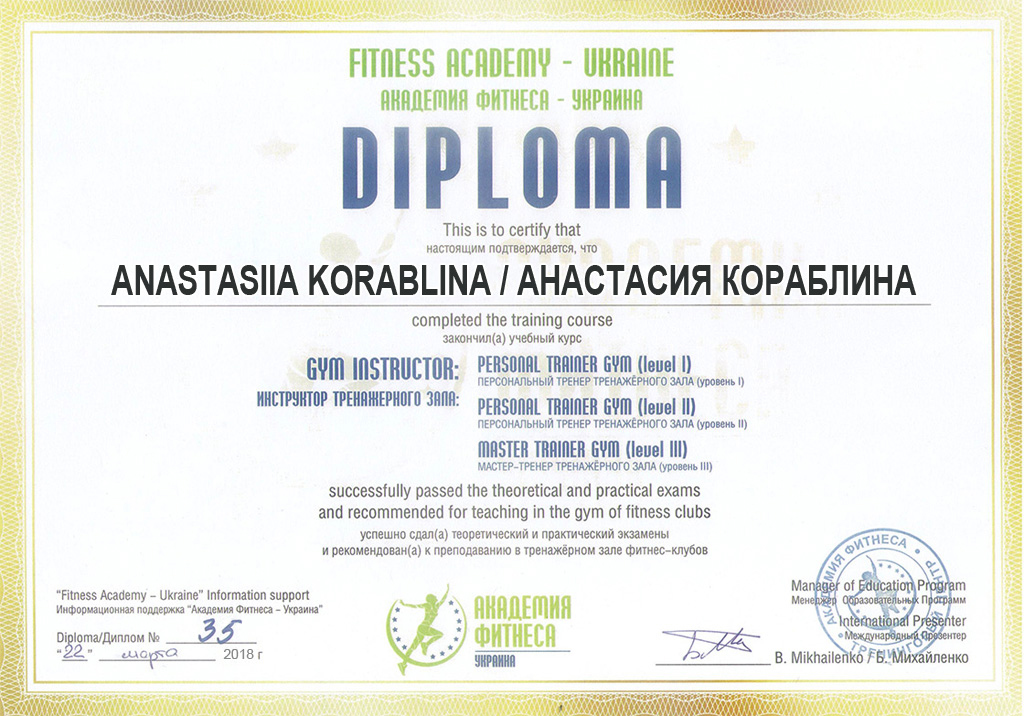 FITNESS ACADEMY - UKRAINE
АКАДЕМИЯ ФИТНЕСА - УКРАИНА
DIPLOMA
This is to certify that
настоящим подтверждается, что
ANASTASIIA KORABLINA / АНАСТАСИЯ КОРАБЛИНА
completed the training course
закончил(а) учебный курс
GYM INSTRUCTOR:
ИНСТРУКТОР ТРЕНАЖЕРНОГО ЗАЛА:
PERSONAL TRAINER GYM (level I)
ПЕРСОНАЛЬНЫЙ ТРЕНЕР ТРЕНАЖЁРНОГО ЗАЛА (уровень I)
PERSONAL TRAINER GYM (level II)
ПЕРСОНАЛЬНЫЙ ТРЕНЕР ТРЕНАЖЁРНОГО ЗАЛА (уровень II)
MASTER TRAINER GYM (level III)
МАСТЕР-ТРЕНЕР ТРЕНАЖЁРНОГО ЗАЛА (уровень III)
successfully passed the theoretical and practical exams
and recommended for teaching in the gym of fitness clubs
успешно сдал(а) теоретический и практический экзамены
и рекомендован(а) к преподаванию в тренажёрном зале фитнес-клубов
"Fitness Academy – Ukraine" Information support
Информационная поддержка "Академия Фитнеса – Украина"
Diploma/Диплом № 35
"22" марта 2018 г
АКАДЕМИЯ
ФИТНЕСА
УКРАИНА
Manager of Education Program
Менеджер Образовательных Программ
International Presenter
Международный Презентер
B. Mikhailenko / Б. Михайленко
АКАДЕМИЯ ФИТНЕСА • ТРЕНИНГОВЫЙ ЦЕНТР